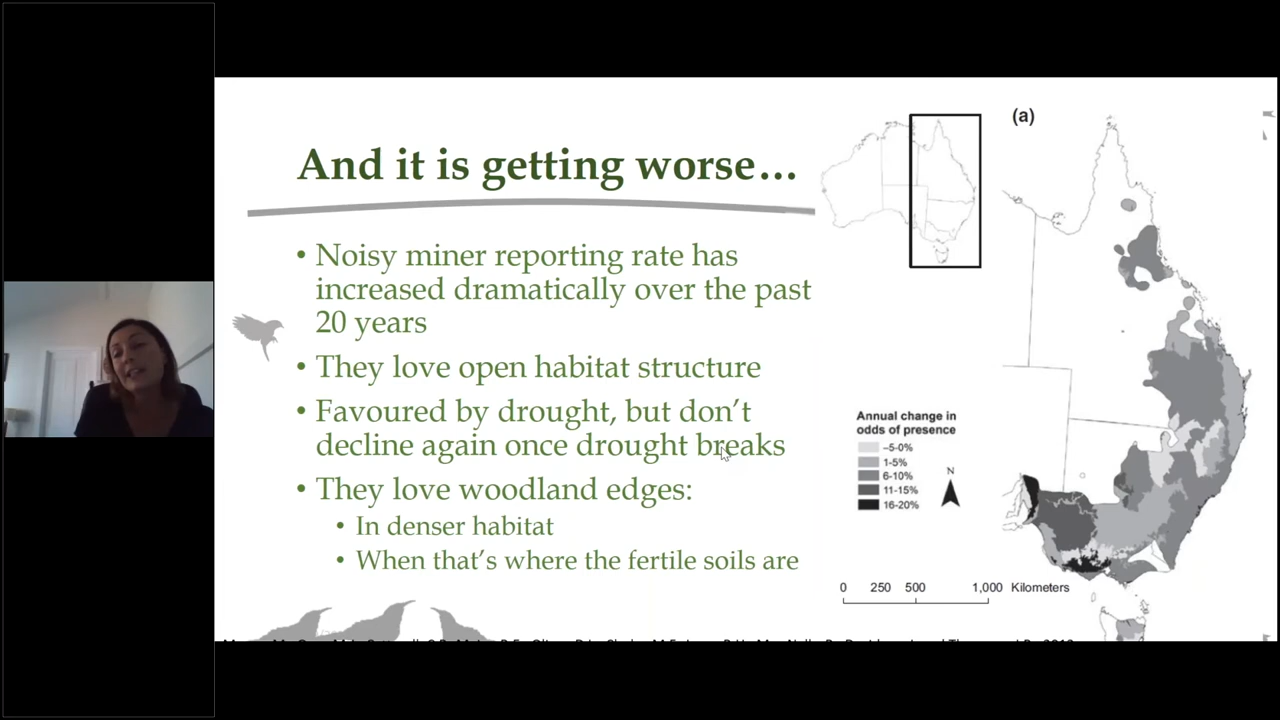 And it is getting worse…
• Noisy miner reporting rate has
increased dramatically over the past
20 years
• They love open habitat structure
• Favoured by drought, but don’t
decline again once drought breaks
• They love woodland edges:
• In denser habitat
• When that’s where the fertile soils are
(a)
Annual change in
odds of presence
–5-0%
1-5%
6-10%
11-15%
16-20%
N
0 250 500 1,000 Kilometers